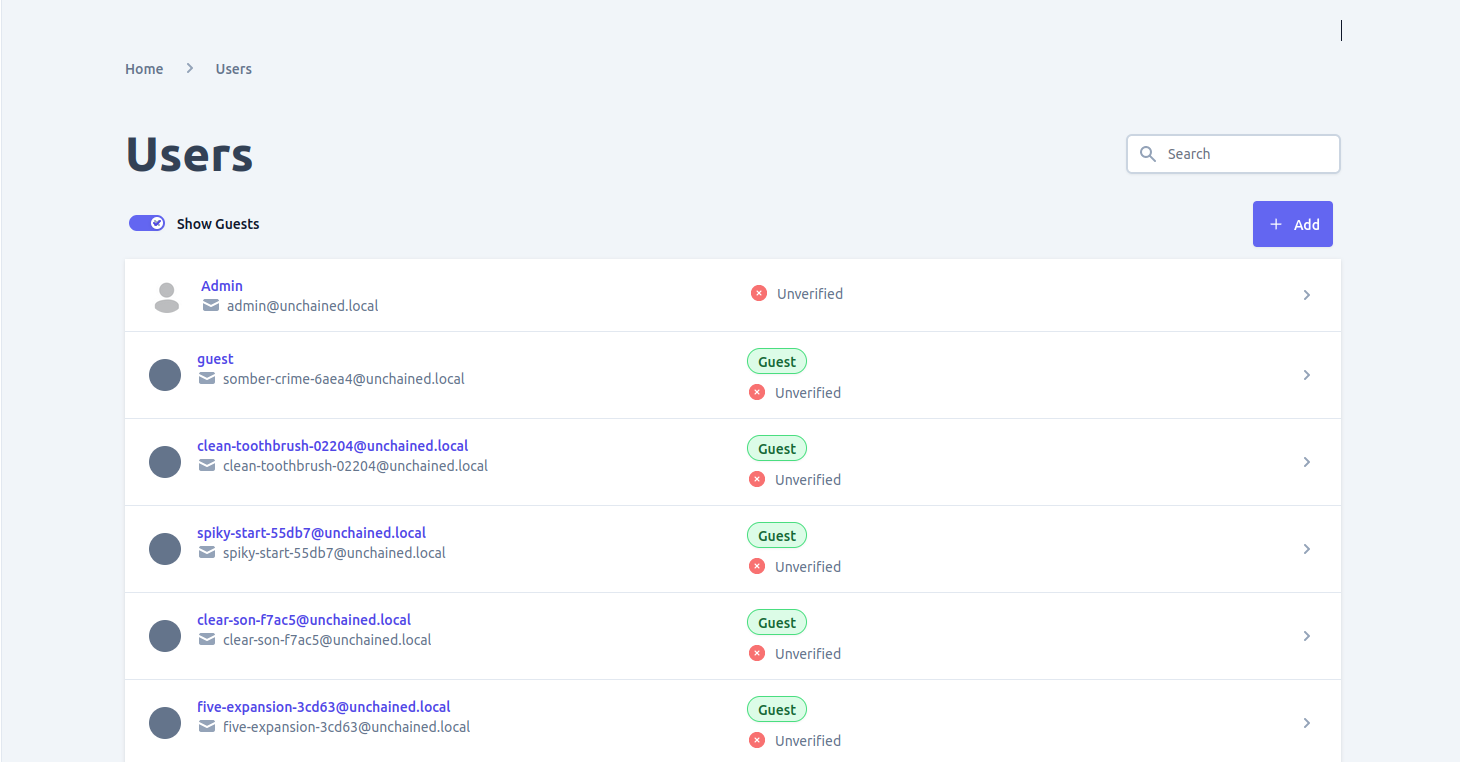 Home Users
Users
Search
Show Guests
Add
Admin
admin@unchained.local
Unverified
guest
somber-crime-6aea4@unchained.local
Guest
Unverified
clean-toothbrush-02204@unchained.local
clean-toothbrush-02204@unchained.local
Guest
Unverified
spiky-start-55db7@unchained.local
spiky-start-55db7@unchained.local
Guest
Unverified
clear-son-f7ac5@unchained.local
clear-son-f7ac5@unchained.local
Guest
Unverified
five-expansion-3cd63@unchained.local
five-expansion-3cd63@unchained.local
Guest
Unverified